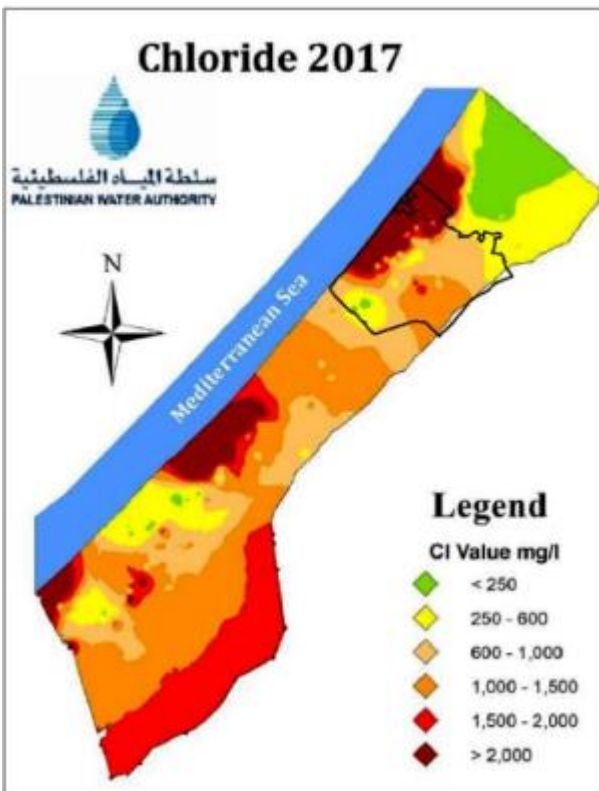 Chloride 2017
سلطة المياه الفلسطينية
PALESTINIAN WATER AUTHORITY
N
Mediterranean Sea
Legend
Cl Value mg/l
< 250
250 - 600
600 - 1,000
1,000 - 1,500
1,500 - 2,000
> 2,000